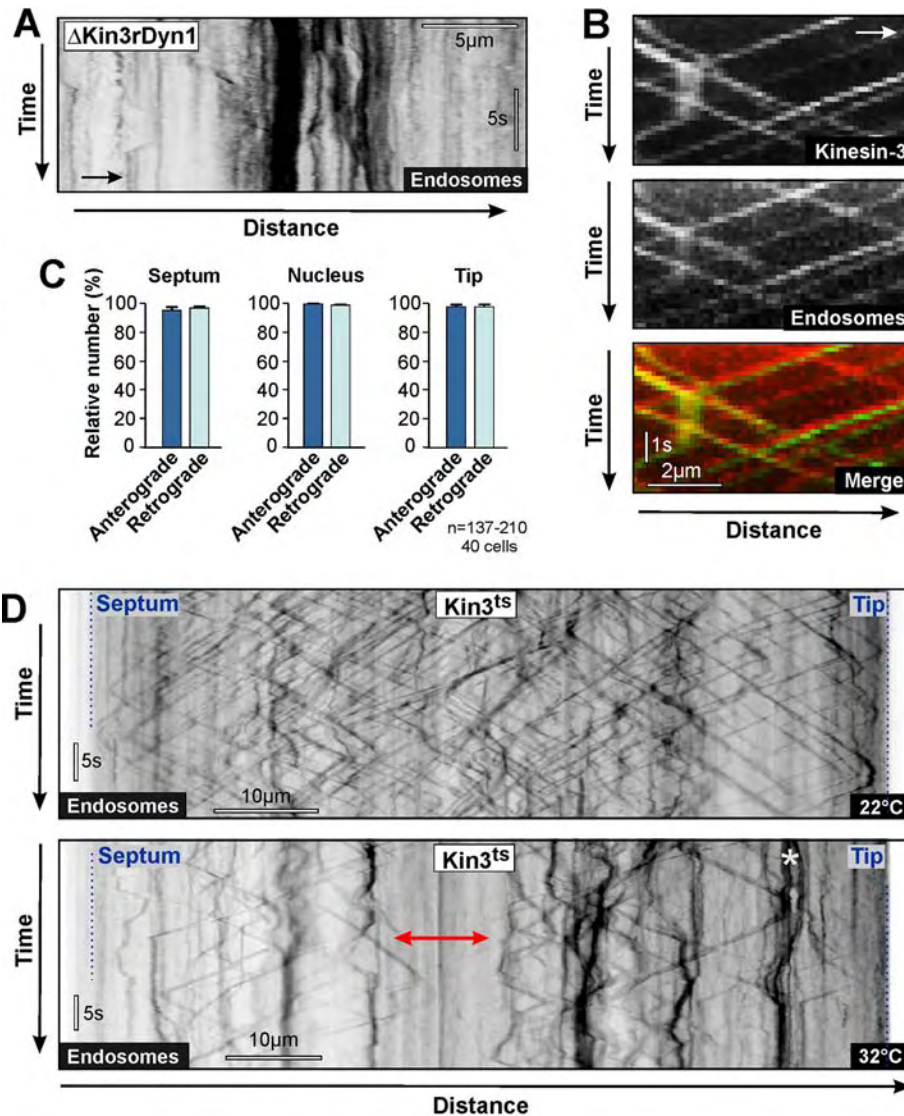 A
ΔKin3rDyn1
5µm
Time
5s
Endosomes
Distance
B
Time
Kinesin-3
Time
Endosomes
Time
1s
2µm
Merge
Distance
C
Septum
Nucleus
Tip
Relative number (%)
100
80
60
40
20
0
100
80
60
40
20
0
100
80
60
40
20
0
Anterograde
Retrograde
Anterograde
Retrograde
Anterograde
Retrograde
n=137-210
40 cells
D
Septum
Kin3ts
Tip
Time
5s
Endosomes
10µm
22°C
Septum
Kin3ts
*
Tip
Time
5s
Endosomes
10µm
32°C
Distance